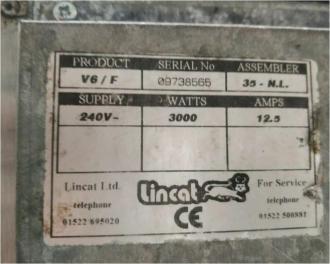 PRODUCT SERIAL No ASSEMBLER
V6 / F 09738565 35 - N.L.
SUPPLY WATTS AMPS
240V~ 3000 12.5
Lincat Ltd. Lincat For Service
telephone CE telephone
01522 695020 01522 500881